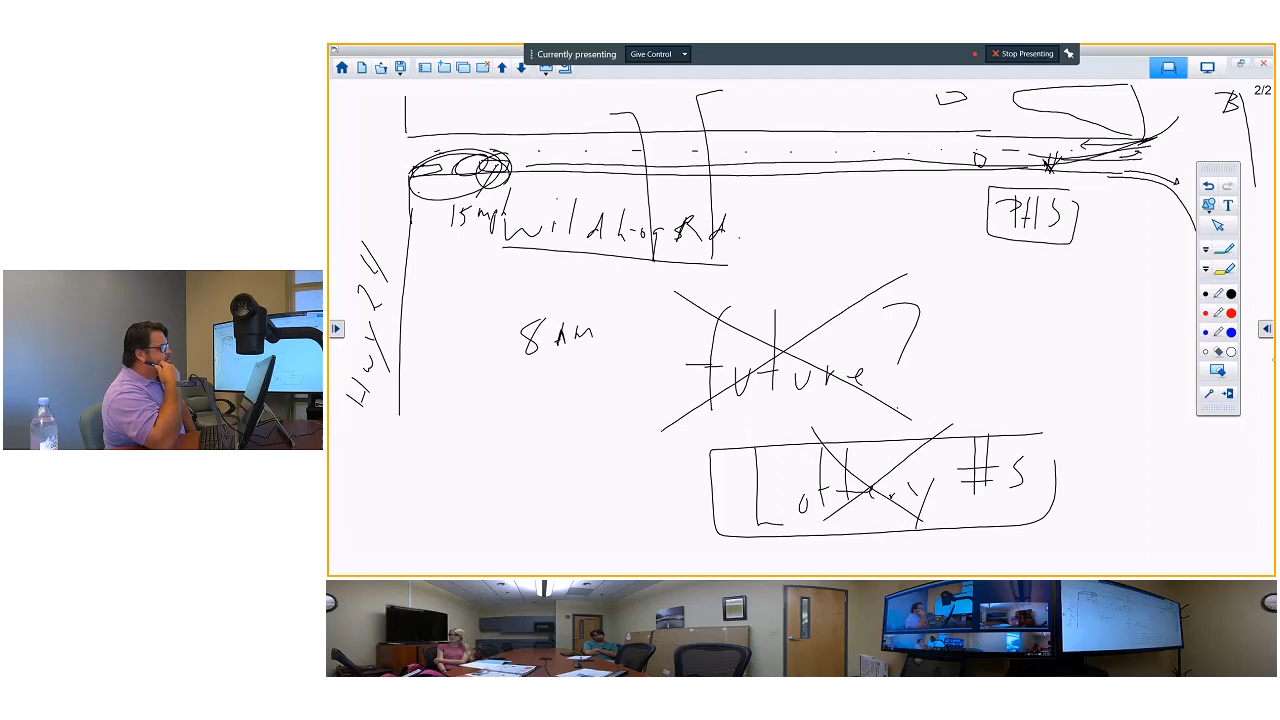 Currently presenting
Give Control
Stop Presenting
2/2
B
15 mph
Wildhog Rd.
PHS
Hwy 24
8 AM
future ?
Lottery #s
T